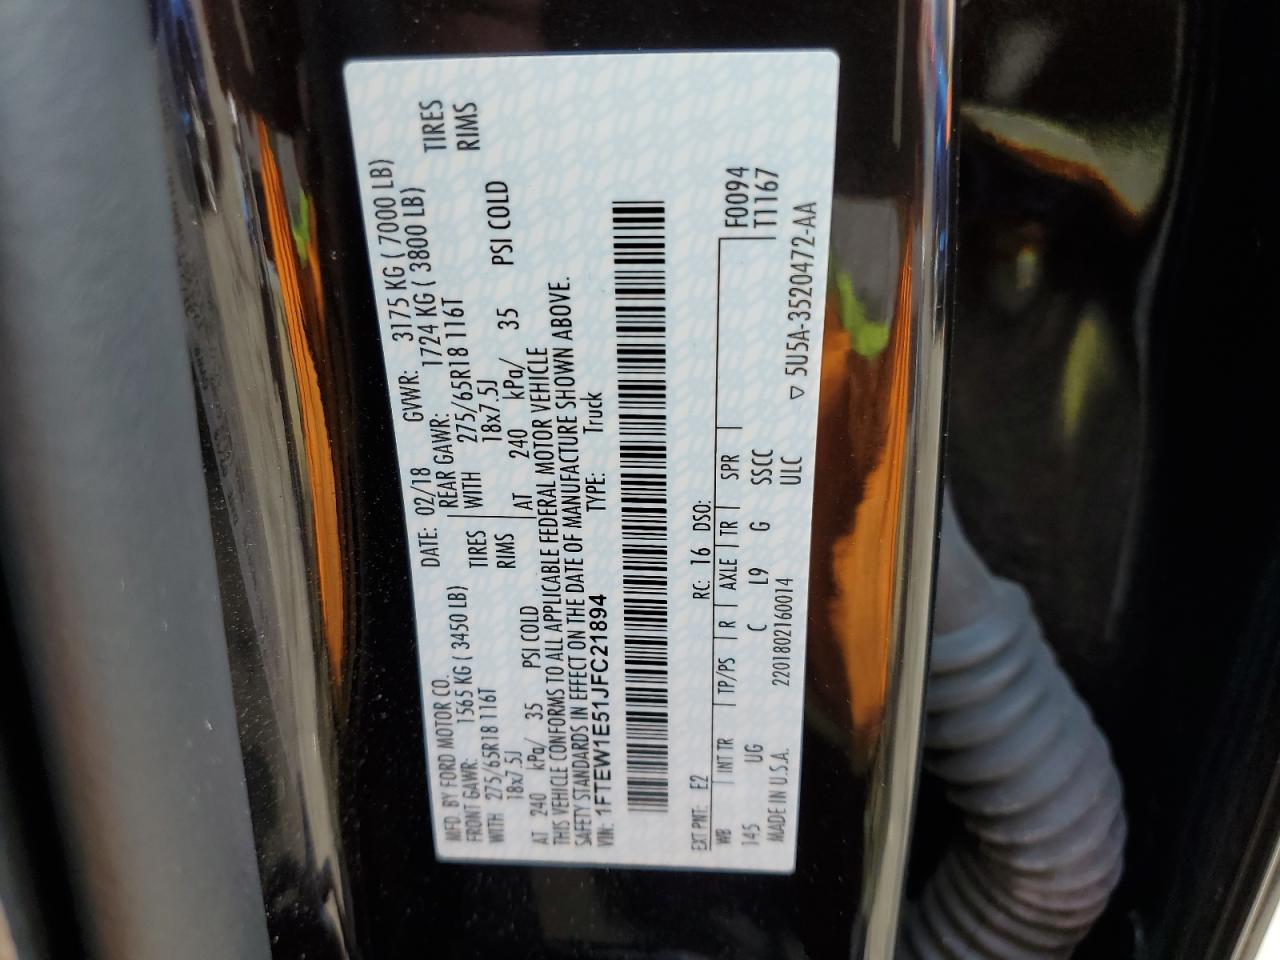 MFD. BY FORD MOTOR CO.
DATE: 02/18 GVWR: 3175 KG ( 7000 LB)
FRONT GAWR: 1565 KG ( 3450 LB) REAR GAWR: 1724 KG ( 3800 LB)
WITH 275/65R18 116T TIRES WITH 275/65R18 116T TIRES
18x7.5J RIMS 18x7.5J RIMS
AT 240 kPa/ 35 PSI COLD AT 240 kPa/ 35 PSI COLD
THIS VEHICLE CONFORMS TO ALL APPLICABLE FEDERAL MOTOR VEHICLE
SAFETY STANDARDS IN EFFECT ON THE DATE OF MANUFACTURE SHOWN ABOVE.
VIN: 1FTEW1E51JFC21894 TYPE: Truck
EXT PNT: E2 RC: 16 DSO: F0094
WB INT TR TP/PS R AXLE TR SPR T1167
145 UG C L9 G SSCC
MADE IN U.S.A. 2201802160014 ULC
▽ 5U5A-3520472-AA